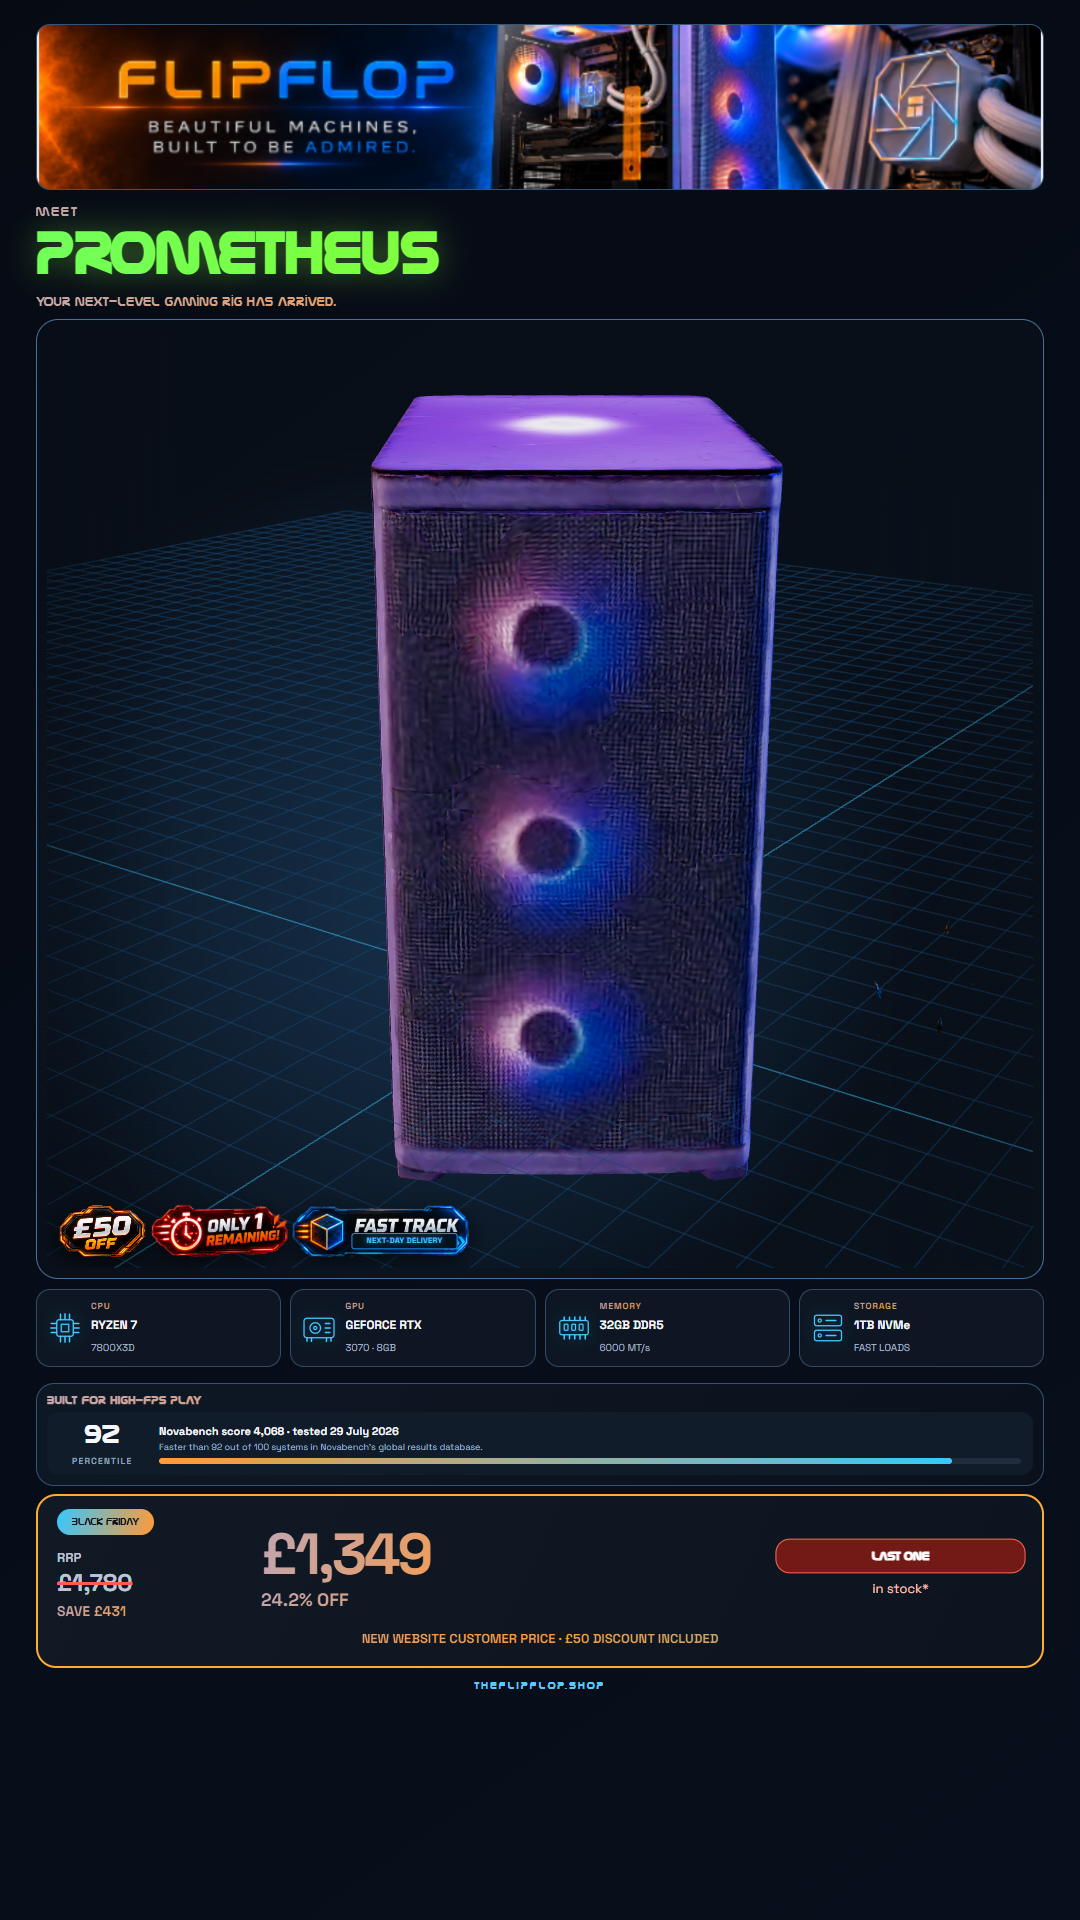 FLIPFLOP
BEAUTIFUL MACHINES,
BUILT TO BE ADMIRED.
MEET
PROMETHEUS
YOUR NEXT-LEVEL GAMING RIG HAS ARRIVED.
£50 OFF
ONLY 1 REMAINING!
FAST TRACK
NEXT-DAY DELIVERY
CPU
RYZEN 7
7800X3D
GPU
GEFORCE RTX
3070 · 8GB
MEMORY
32GB DDR5
6000 MT/s
STORAGE
1TB NVMe
FAST LOADS
BUILT FOR HIGH-FPS PLAY
92
PERCENTILE
Novabench score 4,068 · tested 29 July 2026
Faster than 92 out of 100 systems in Novabench's global results database.
BLACK FRIDAY
RRP
£1,780
SAVE £431
£1,349
24.2% OFF
LAST ONE
in stock*
NEW WEBSITE CUSTOMER PRICE · £50 DISCOUNT INCLUDED
THEFLIPFLOP.SHOP